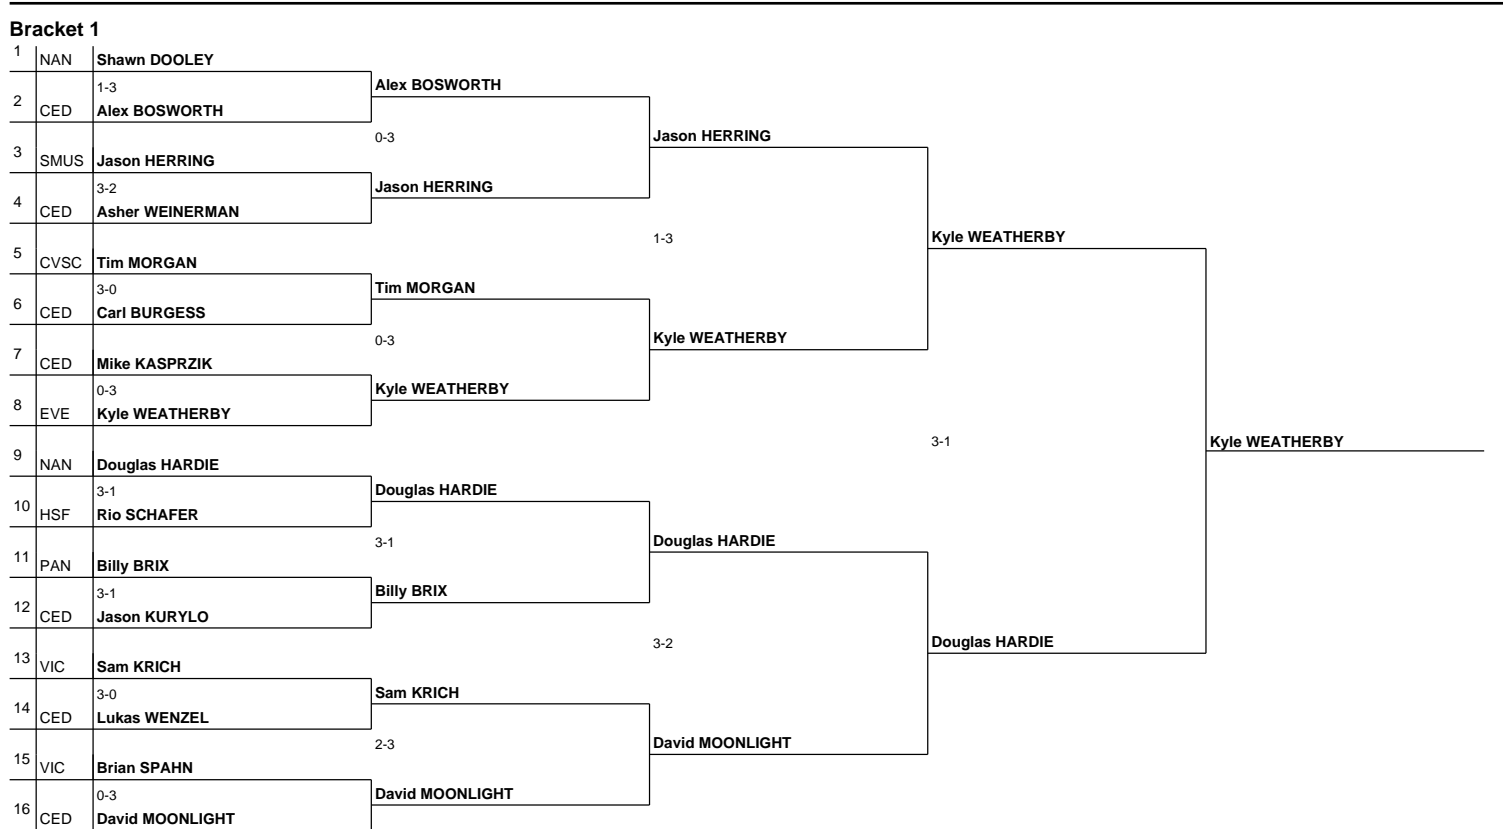 Bracket 1
1 NAN Shawn DOOLEY
1-3 Alex BOSWORTH
2 CED Alex BOSWORTH
0-3 Jason HERRING
3 SMUS Jason HERRING
3-2 Jason HERRING
4 CED Asher WEINERMAN
1-3 Kyle WEATHERBY
5 CVSC Tim MORGAN
3-0 Tim MORGAN
6 CED Carl BURGESS
0-3 Kyle WEATHERBY
7 CED Mike KASPRZIK
0-3 Kyle WEATHERBY
8 EVE Kyle WEATHERBY
3-1 Kyle WEATHERBY
9 NAN Douglas HARDIE
3-1 Douglas HARDIE
10 HSF Rio SCHAFER
3-1 Douglas HARDIE
11 PAN Billy BRIX
3-1 Billy BRIX
12 CED Jason KURYLO
3-2 Douglas HARDIE
13 VIC Sam KRICH
3-0 Sam KRICH
14 CED Lukas WENZEL
2-3 David MOONLIGHT
15 VIC Brian SPAHN
0-3 David MOONLIGHT
16 CED David MOONLIGHT